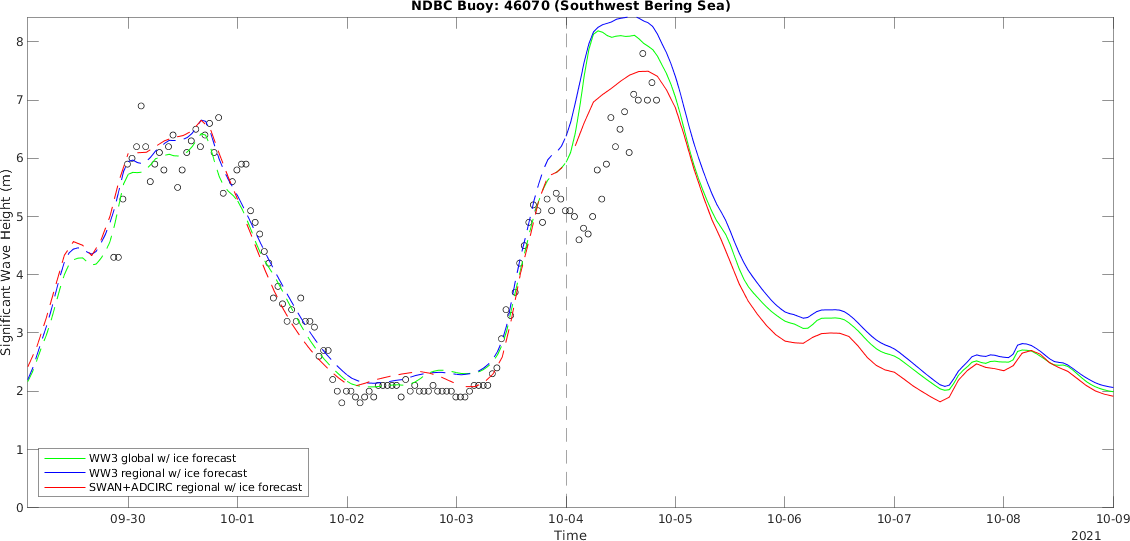 NDBC Buoy: 46070 (Southwest Bering Sea)
Significant Wave Height (m)
8
7
6
5
4
3
2
1
0
WW3 global w/ ice forecast
WW3 regional w/ ice forecast
SWAN+ADCIRC regional w/ ice forecast
09-30 10-01 10-02 10-03 10-04 10-05 10-06 10-07 10-08 10-09
Time
2021